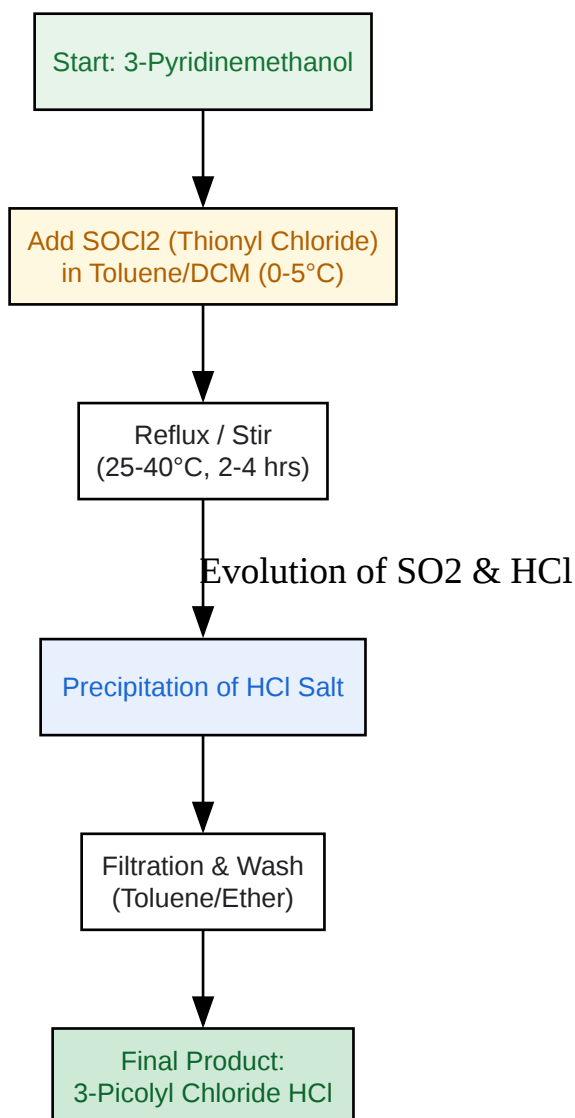 Start: 3-Pyridinemethanol
Add SOCl2 (Thionyl Chloride)
in Toluene/DCM (0-5°C)
Reflux / Stir
(25-40°C, 2-4 hrs)
Evolution of SO2 & HCl
Precipitation of HCl Salt
Filtration & Wash
(Toluene/Ether)
Final Product:
3-Picolyl Chloride HCl